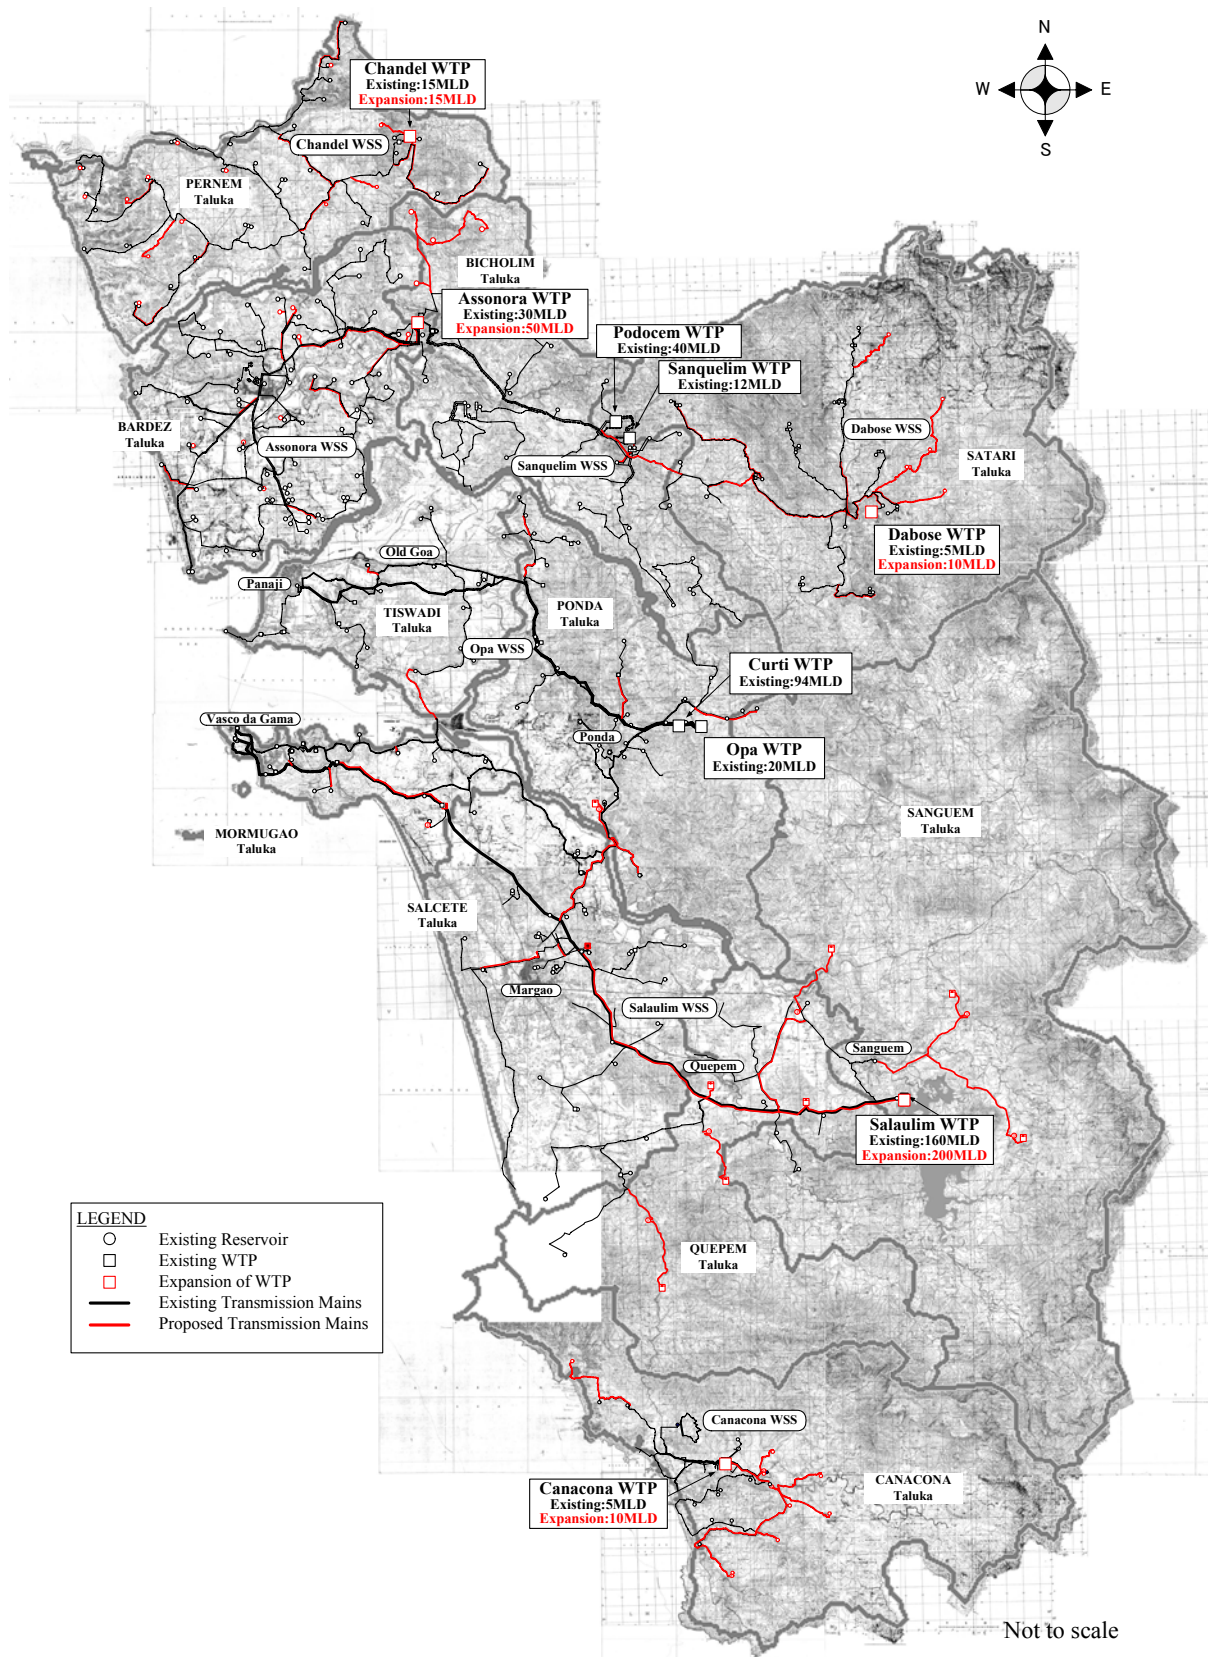 N
W
E
S
Chandel WTP
Existing:15MLD
Expansion:15MLD
Chandel WSS
PERNEM
Taluka
BICHOLIM
Taluka
Assonora WTP
Existing:30MLD
Expansion:50MLD
Podocem WTP
Existing:40MLD
Sanquelim WTP
Existing:12MLD
BARDEZ
Taluka
Assonora WSS
Sanquelim WSS
Dabose WSS
SATARI
Taluka
Dabose WTP
Existing:5MLD
Expansion:10MLD
Old Goa
Panaji
TISWADI
Taluka
PONDA
Taluka
Opa WSS
Curti WTP
Existing:94MLD
Vasco da Gama
Ponda
Opa WTP
Existing:20MLD
MORMUGAO
Taluka
SANGUEM
Taluka
SALCETE
Taluka
Margao
Salaulim WSS
Sanguem
Quepem
Salaulim WTP
Existing:160MLD
Expansion:200MLD
LEGEND
Existing Reservoir
Existing WTP
Expansion of WTP
Existing Transmission Mains
Proposed Transmission Mains
QUEPEM
Taluka
Canacona WSS
Canacona WTP
Existing:5MLD
Expansion:10MLD
CANACONA
Taluka
Not to scale